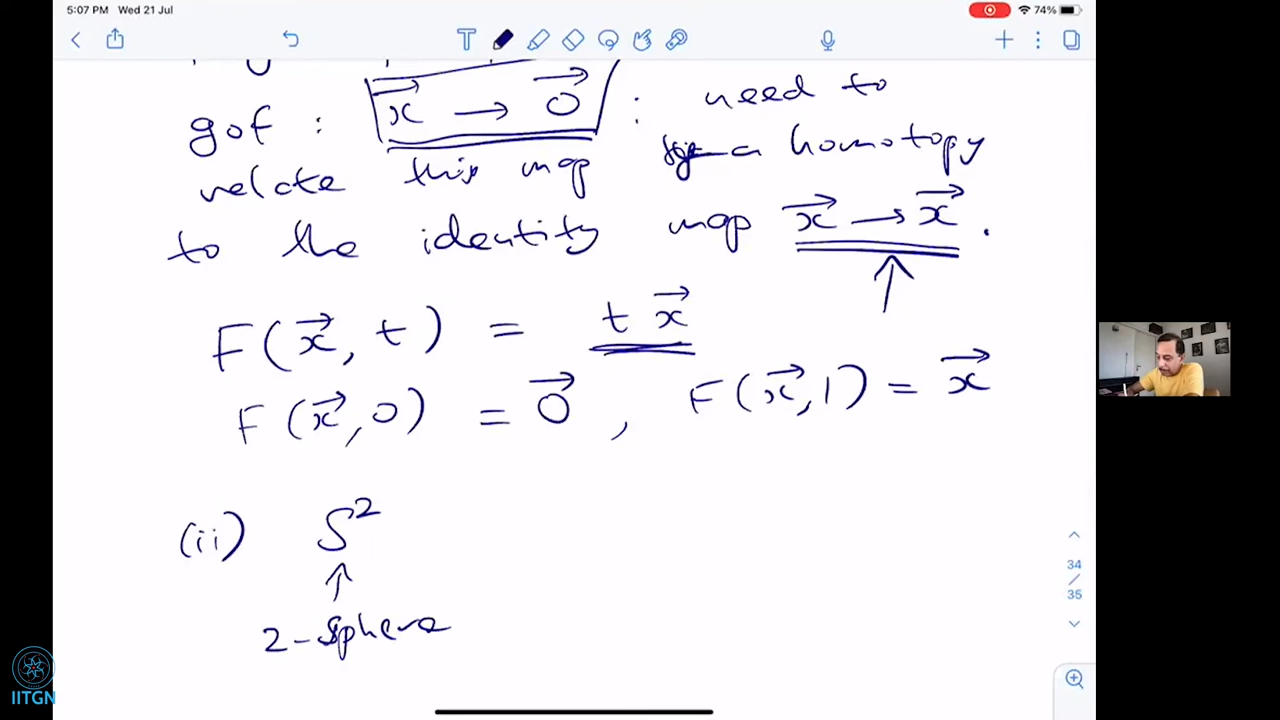 5:07 PM Wed 21 Jul
74%
gof : x⃗ → 0⃗ : need to
relate this map a homotopy
to the identity map x⃗ → x⃗ .
F(x⃗, t) = t x⃗
F(x⃗, 0) = 0⃗ , F(x⃗, 1) = x⃗
(ii) S²
↑
2-sphere
34
/
35
IITGN